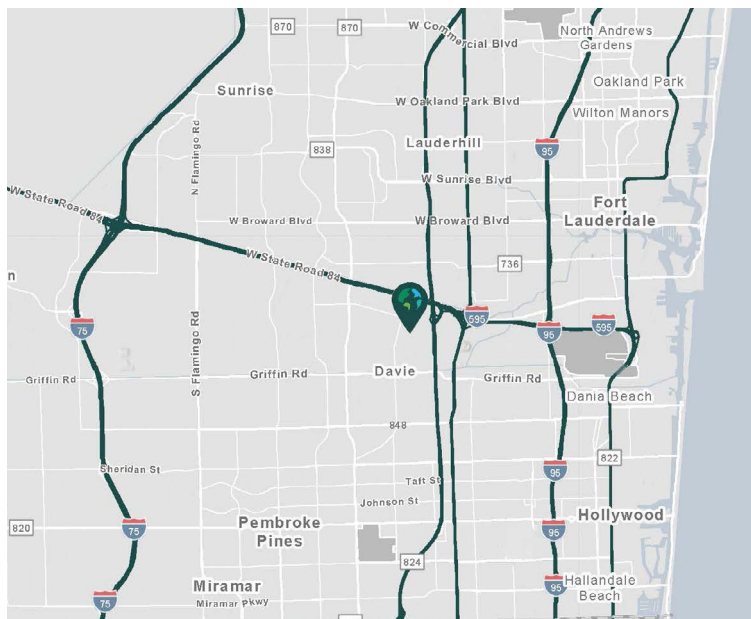 870
870
W Commercial Blvd
North Andrews
Gardens
Sunrise
Oakland Park
W Oakland Park Blvd
Wilton Manors
N Flamingo Rd
838
Lauderhill
95
W Sunrise Blvd
W State Road 84
Fort
Lauderdale
W Broward Blvd
W Broward Blvd
W State Road 84
736
n
75
595
95
595
S Flamingo Rd
Griffin Rd
Griffin Rd
Davie
Griffin Rd
Dania Beach
848
822
Sheridan St
95
Taft St
Johnson St
Hollywood
820
75
Pembroke
Pines
95
824
Miramar
95
Hallandale
Beach
75
Miramar Pkwy